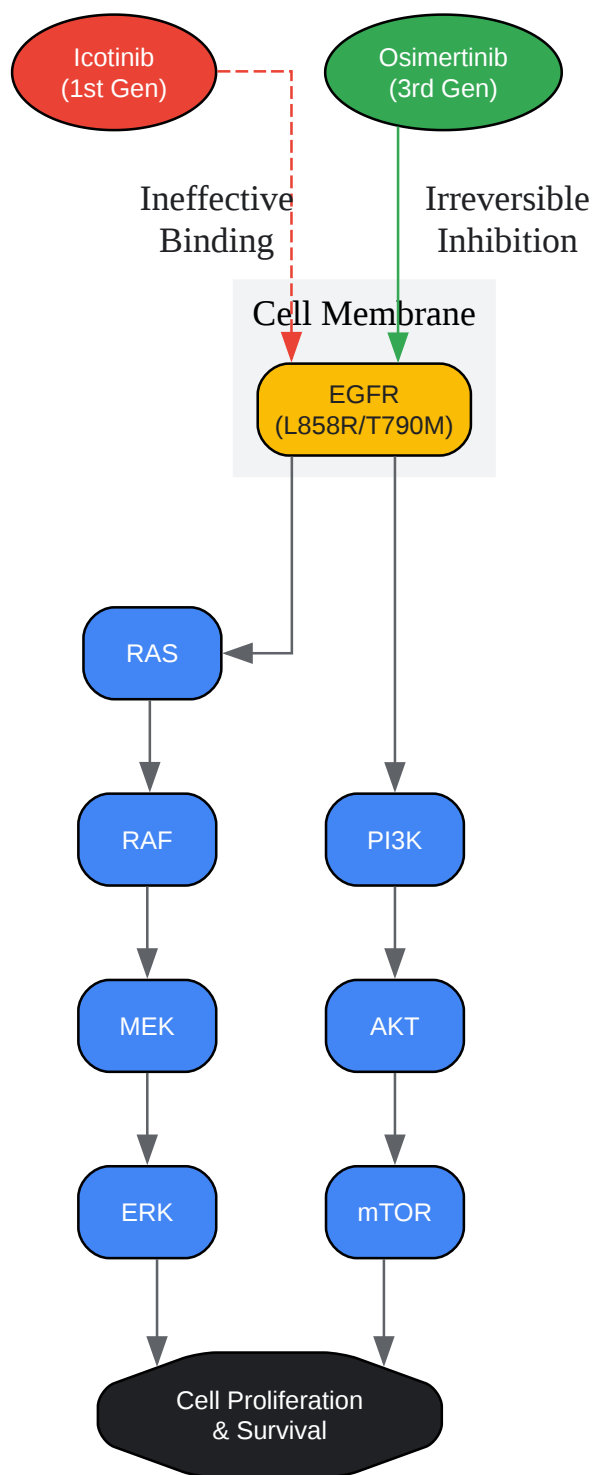 Icotinib
(1st Gen)
Osimertinib
(3rd Gen)
Ineffective
Binding
Irreversible
Inhibition
Cell Membrane
EGFR
(L858R/T790M)
RAS
RAF
PI3K
MEK
AKT
ERK
mTOR
Cell Proliferation
& Survival